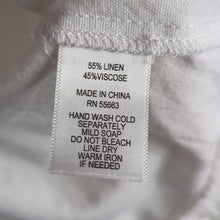 55% LINEN
45%VISCOSE
MADE IN CHINA
RN 55663
HAND WASH COLD
SEPARATELY
MILD SOAP
DO NOT BLEACH
LINE DRY
WARM IRON
IF NEEDED